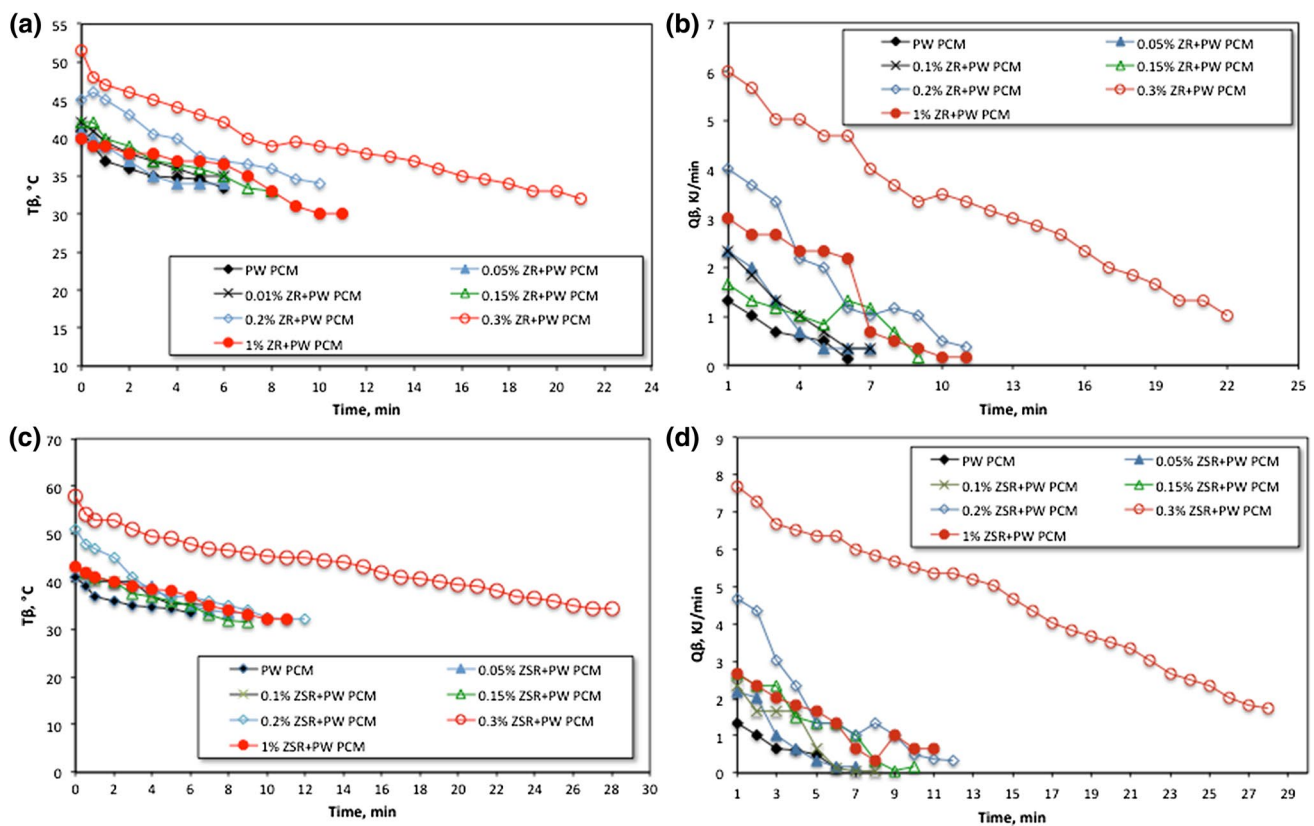 (a)
55
50
45
40
35
30
25
20
15
10
Tβ, °C
PW PCM
0.05% ZR+PW PCM
0.01% ZR+PW PCM
0.15% ZR+PW PCM
0.2% ZR+PW PCM
0.3% ZR+PW PCM
1% ZR+PW PCM
0 2 4 6 8 10 12 14 16 18 20 22 24
Time, min
(b)
7
6
5
4
3
2
1
0
Qβ, KJ/min
PW PCM
0.05% ZR+PW PCM
0.1% ZR+PW PCM
0.15% ZR+PW PCM
0.2% ZR+PW PCM
0.3% ZR+PW PCM
1% ZR+PW PCM
1 4 7 10 13 16 19 22 25
Time, min
(c)
70
60
50
40
30
20
10
0
Tβ, °C
PW PCM
0.05% ZSR+PW PCM
0.1% ZSR+PW PCM
0.15% ZSR+PW PCM
0.2% ZSR+PW PCM
0.3% ZSR+PW PCM
1% ZSR+PW PCM
0 2 4 6 8 10 12 14 16 18 20 22 24 26 28 30
Time, min
(d)
9
8
7
6
5
4
3
2
1
0
Qβ, KJ/min
PW PCM
0.05% ZSR+PW PCM
0.1% ZSR+PW PCM
0.15% ZSR+PW PCM
0.2% ZSR+PW PCM
0.3% ZSR+PW PCM
1% ZSR+PW PCM
1 3 5 7 9 11 13 15 17 19 21 23 25 27 29
Time, min